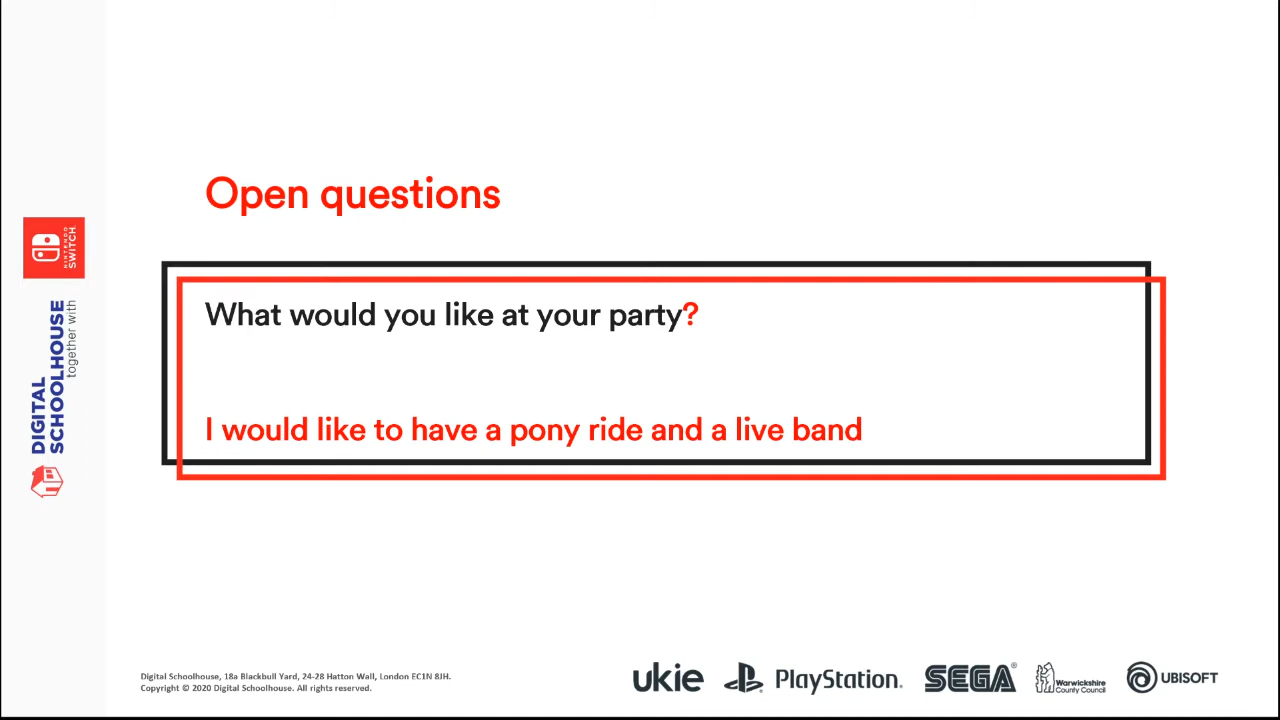 Open questions
What would you like at your party?
I would like to have a pony ride and a live band
NINTENDO
SWITCH
DIGITAL
SCHOOLHOUSE
together with
Digital Schoolhouse, 18a Blackbull Yard, 24-28 Hatton Wall, London EC1N 8JH.
Copyright © 2020 Digital Schoolhouse. All rights reserved.
ukie
PlayStation.
SEGA®
Warwickshire
County Council
UBISOFT